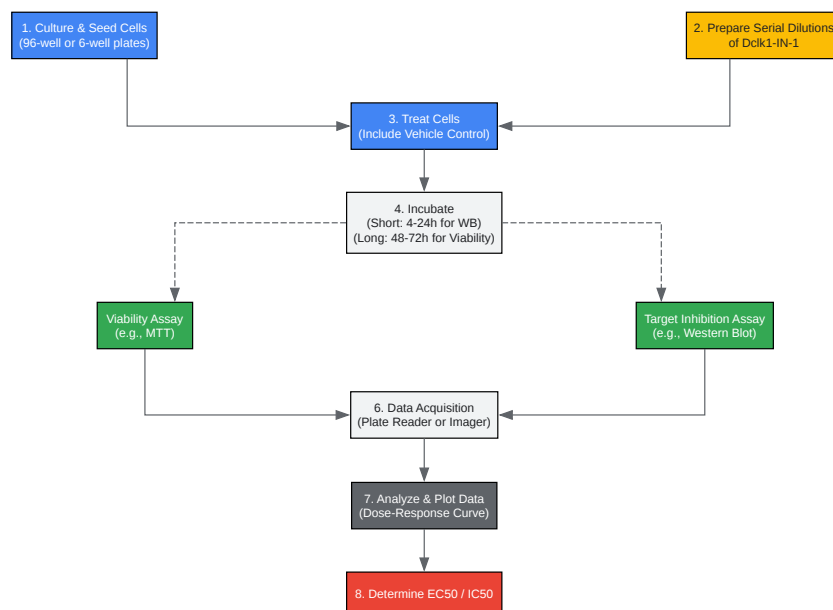 1. Culture & Seed Cells
(96-well or 6-well plates)
2. Prepare Serial Dilutions
of Dclk1-IN-1
3. Treat Cells
(Include Vehicle Control)
4. Incubate
(Short: 4-24h for WB)
(Long: 48-72h for Viability)
Viability Assay
(e.g., MTT)
Target Inhibition Assay
(e.g., Western Blot)
6. Data Acquisition
(Plate Reader or Imager)
7. Analyze & Plot Data
(Dose-Response Curve)
8. Determine EC50 / IC50